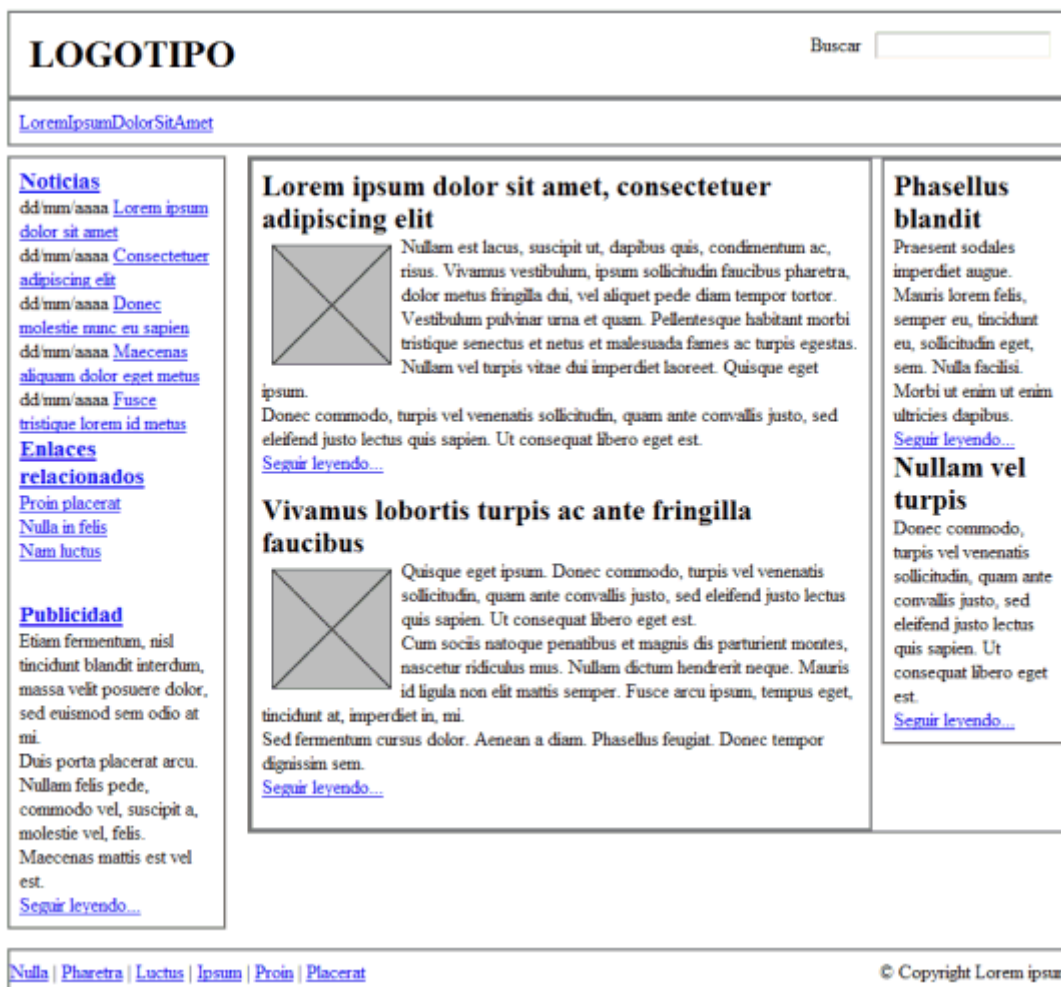 LOGOTIPO
Buscar
LoremIpsumDolorSitAmet
Noticias
dd/mm/aaaa Lorem ipsum
dolor sit amet
dd/mm/aaaa Consectetuer
adipiscing elit
dd/mm/aaaa Donec
molestie nunc eu sapien
dd/mm/aaaa Maecenas
aliquam dolor eget metus
dd/mm/aaaa Fusce
tristique lorem id metus
Enlaces
relacionados
Proin placerat
Nulla in felis
Nam luctus
Publicidad
Etiam fermentum, nisl
tincidunt blandit interdum,
massa velit posuere dolor,
sed euismod sem odio at
mi.
Duis porta placerat arcu.
Nullam felis pede,
commodo vel, suscipit a,
molestie vel, felis.
Maecenas mattis est vel
est.
Seguir leyendo...
Lorem ipsum dolor sit amet, consectetuer
adipiscing elit
Nullam est lacus, suscipit ut, dapibus quis, condimentum ac,
risus. Vivamus vestibulum, ipsum sollicitudin faucibus pharetra,
dolor metus fringilla dui, vel aliquet pede diam tempor tortor.
Vestibulum pulvinar urna et quam. Pellentesque habitant morbi
tristique senectus et netus et malesuada fames ac turpis egestas.
Nullam vel turpis vitae dui imperdiet laoreet. Quisque eget
ipsum.
Donec commodo, turpis vel venenatis sollicitudin, quam ante convallis justo, sed
eleifend justo lectus quis sapien. Ut consequat libero eget est.
Seguir leyendo...
Vivamus lobortis turpis ac ante fringilla
faucibus
Quisque eget ipsum. Donec commodo, turpis vel venenatis
sollicitudin, quam ante convallis justo, sed eleifend justo lectus
quis sapien. Ut consequat libero eget est.
Cum sociis natoque penatibus et magnis dis parturient montes,
nascetur ridiculus mus. Nullam dictum hendrerit neque. Mauris
id ligula non elit mattis semper. Fusce arcu ipsum, tempus eget,
tincidunt at, imperdiet in, mi.
Sed fermentum cursus dolor. Aenean a diam. Phasellus feugiat. Donec tempor
dignissim sem.
Seguir leyendo...
Phasellus
blandit
Praesent sodales
imperdiet augue.
Mauris lorem felis,
semper eu, tincidunt
eu, sollicitudin eget,
sem. Nulla facilisi.
Morbi ut enim ut enim
ultricies dapibus.
Seguir leyendo...
Nullam vel
turpis
Donec commodo,
turpis vel venenatis
sollicitudin, quam ante
convallis justo, sed
eleifend justo lectus
quis sapien. Ut
consequat libero eget
est.
Seguir leyendo...
Nulla | Pharetra | Luctus | Ipsum | Proin | Placerat
© Copyright Lorem ipsum